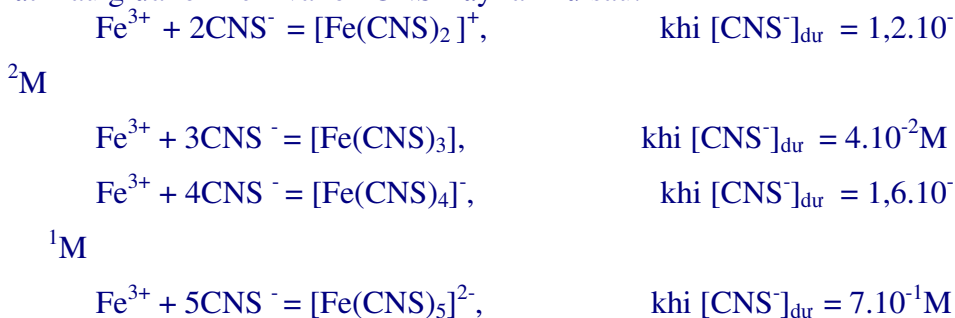 Fe³⁺ + 2CNS⁻ = [Fe(CNS)₂]⁺, khi [CNS⁻]dư = 1,2.10⁻
²M
Fe³⁺ + 3CNS ⁻ = [Fe(CNS)₃], khi [CNS⁻]dư = 4.10⁻²M
Fe³⁺ + 4CNS ⁻ = [Fe(CNS)₄]⁻, khi [CNS⁻]dư = 1,6.10⁻
¹M
Fe³⁺ + 5CNS ⁻ = [Fe(CNS)₅]²⁻, khi [CNS⁻]dư = 7.10⁻¹M